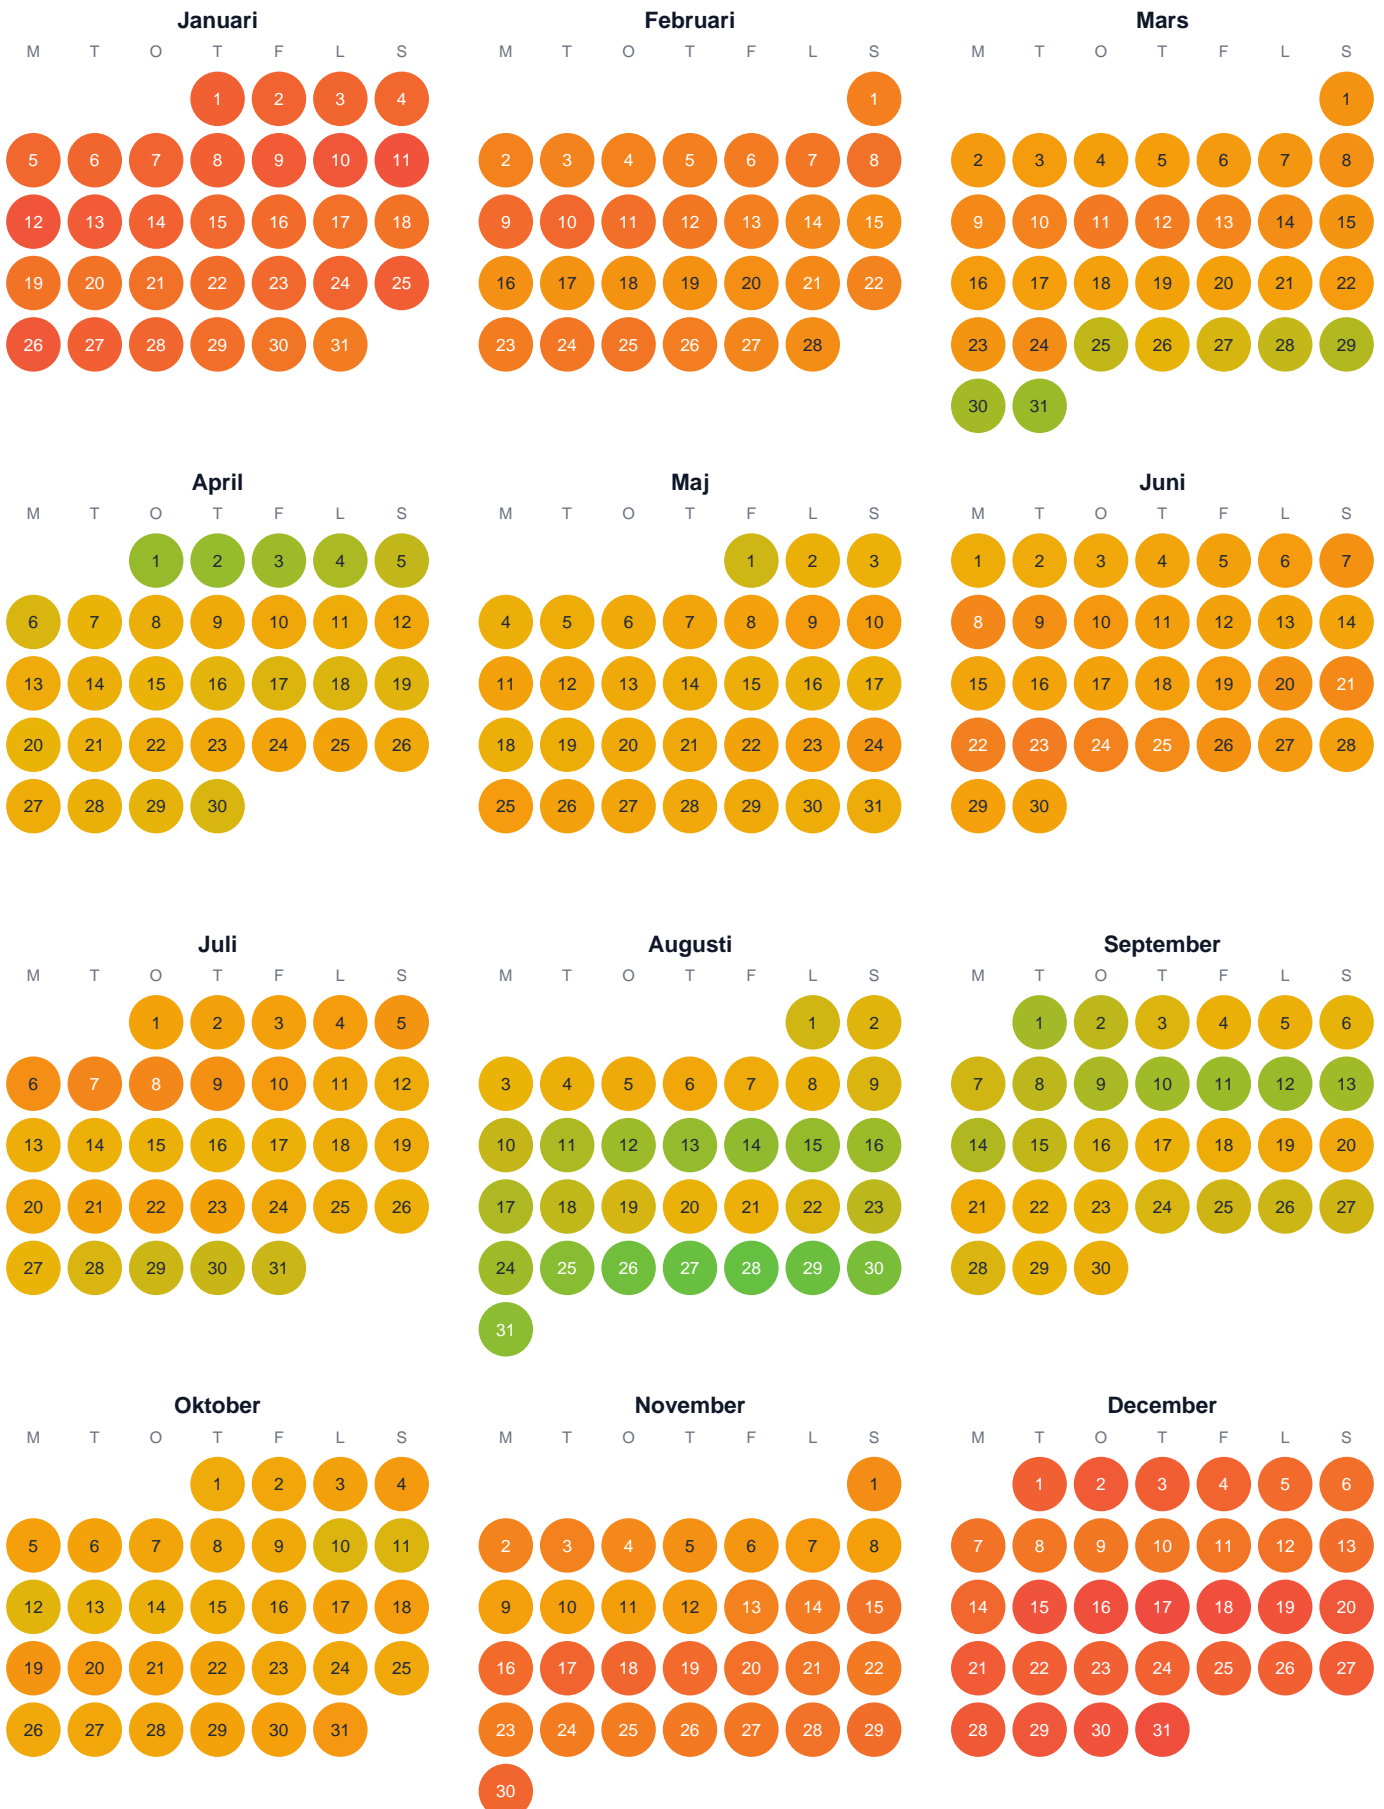 Januari
M T O T F L S
1 2 3 4
5 6 7 8 9 10 11
12 13 14 15 16 17 18
19 20 21 22 23 24 25
26 27 28 29 30 31
Februari
M T O T F L S
1
2 3 4 5 6 7 8
9 10 11 12 13 14 15
16 17 18 19 20 21 22
23 24 25 26 27 28
Mars
M T O T F L S
1
2 3 4 5 6 7 8
9 10 11 12 13 14 15
16 17 18 19 20 21 22
23 24 25 26 27 28 29
30 31
April
M T O T F L S
1 2 3 4 5
6 7 8 9 10 11 12
13 14 15 16 17 18 19
20 21 22 23 24 25 26
27 28 29 30
Maj
M T O T F L S
1 2 3
4 5 6 7 8 9 10
11 12 13 14 15 16 17
18 19 20 21 22 23 24
25 26 27 28 29 30 31
Juni
M T O T F L S
1 2 3 4 5 6 7
8 9 10 11 12 13 14
15 16 17 18 19 20 21
22 23 24 25 26 27 28
29 30
Juli
M T O T F L S
1 2 3 4 5
6 7 8 9 10 11 12
13 14 15 16 17 18 19
20 21 22 23 24 25 26
27 28 29 30 31
Augusti
M T O T F L S
1 2
3 4 5 6 7 8 9
10 11 12 13 14 15 16
17 18 19 20 21 22 23
24 25 26 27 28 29 30
31
September
M T O T F L S
1 2 3 4 5 6
7 8 9 10 11 12 13
14 15 16 17 18 19 20
21 22 23 24 25 26 27
28 29 30
Oktober
M T O T F L S
1 2 3 4
5 6 7 8 9 10 11
12 13 14 15 16 17 18
19 20 21 22 23 24 25
26 27 28 29 30 31
November
M T O T F L S
1
2 3 4 5 6 7 8
9 10 11 12 13 14 15
16 17 18 19 20 21 22
23 24 25 26 27 28 29
30
December
M T O T F L S
1 2 3 4 5 6
7 8 9 10 11 12 13
14 15 16 17 18 19 20
21 22 23 24 25 26 27
28 29 30 31